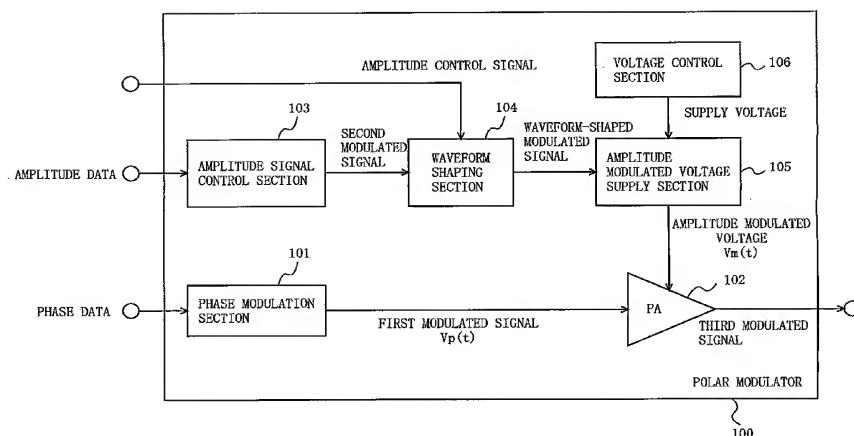 AMPLITUDE CONTROL SIGNAL
VOLTAGE CONTROL
SECTION
106
SUPPLY VOLTAGE
103
SECOND
MODULATED
SIGNAL
104
WAVEFORM-SHAPED
MODULATED
SIGNAL
AMPLITUDE DATA
AMPLITUDE SIGNAL
CONTROL SECTION
WAVEFORM
SHAPING
SECTION
AMPLITUDE
MODULATED VOLTAGE
SUPPLY SECTION
105
AMPLITUDE MODULATED
VOLTAGE
Vm(t)
101
102
PHASE DATA
PHASE MODULATION
SECTION
PA
FIRST MODULATED SIGNAL
Vp(t)
THIRD MODULATED
SIGNAL
POLAR MODULATOR
100